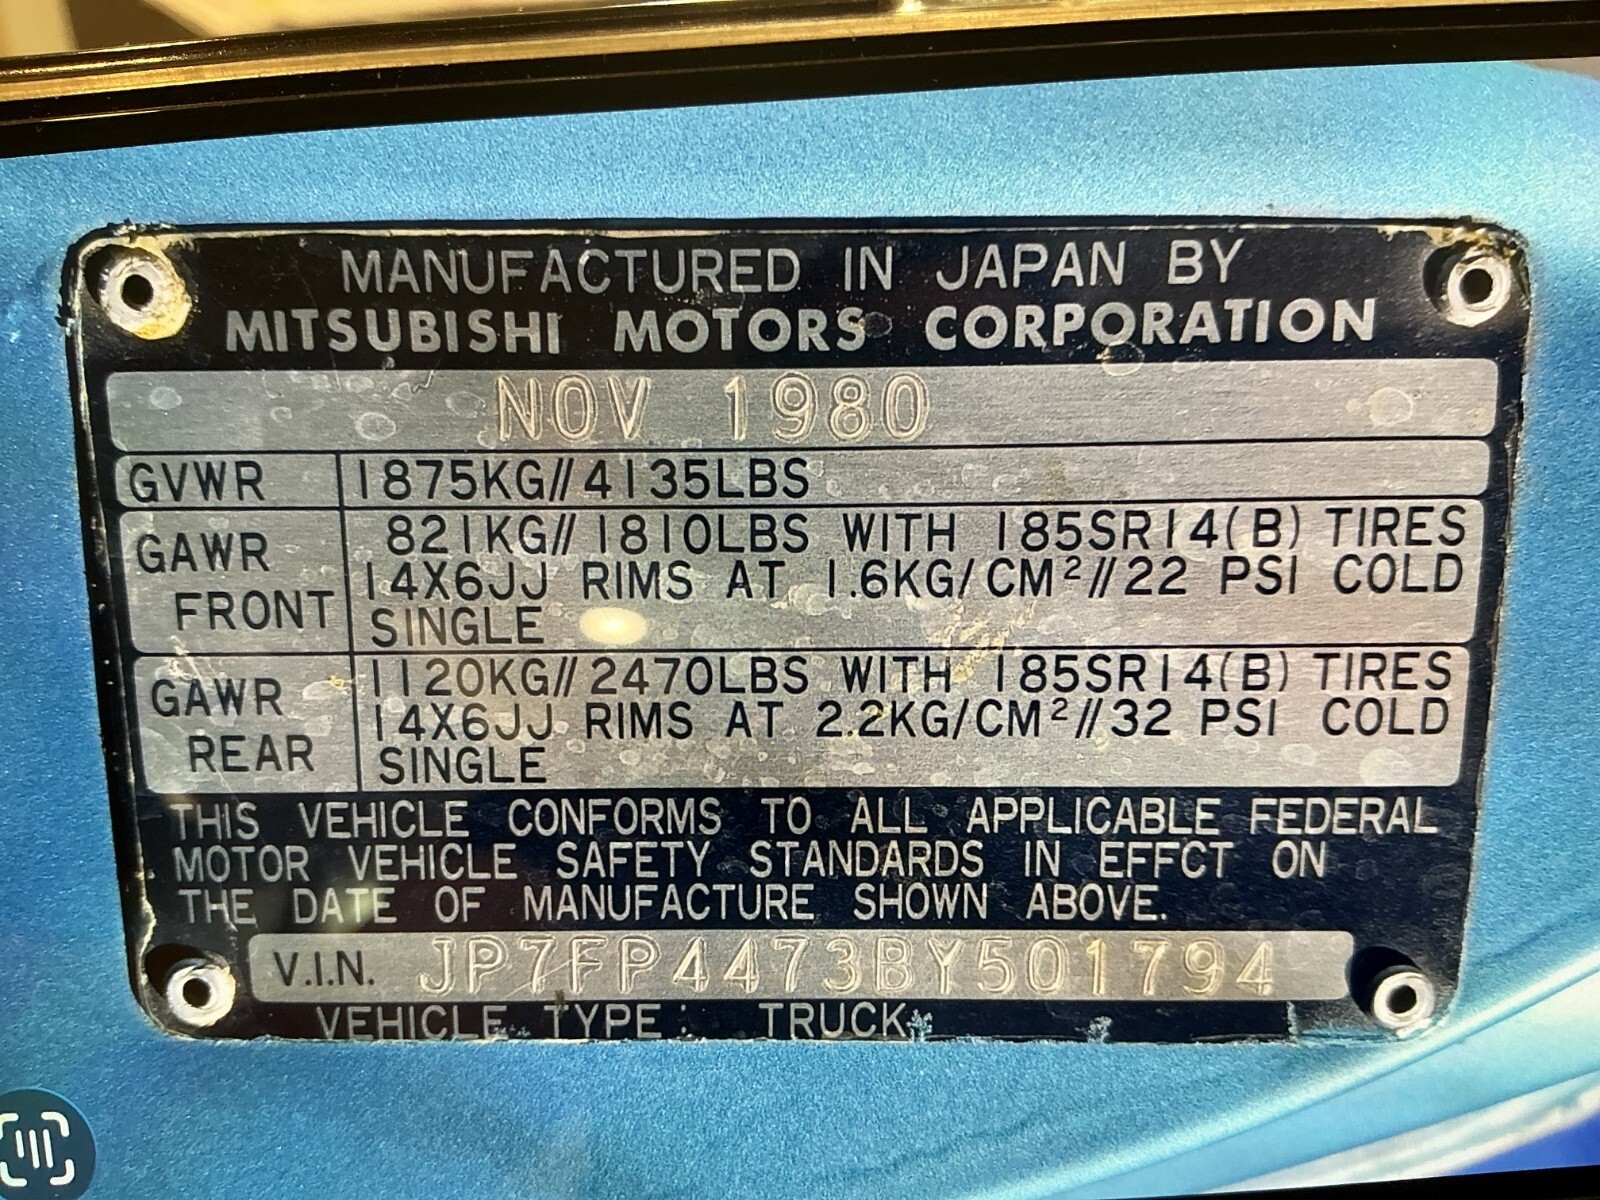 MANUFACTURED IN JAPAN BY
MITSUBISHI MOTORS CORPORATION
NOV 1980
GVWR 1875KG//4135LBS
GAWR FRONT 821KG//1810LBS WITH 185SR14(B) TIRES
14X6JJ RIMS AT 1.6KG/CM²//22 PSI COLD
SINGLE
GAWR REAR 1120KG//2470LBS WITH 185SR14(B) TIRES
14X6JJ RIMS AT 2.2KG/CM²//32 PSI COLD
SINGLE
THIS VEHICLE CONFORMS TO ALL APPLICABLE FEDERAL
MOTOR VEHICLE SAFETY STANDARDS IN EFFCT ON
THE DATE OF MANUFACTURE SHOWN ABOVE.
V.I.N. JP7FP4473BY501794
VEHICLE TYPE: TRUCK